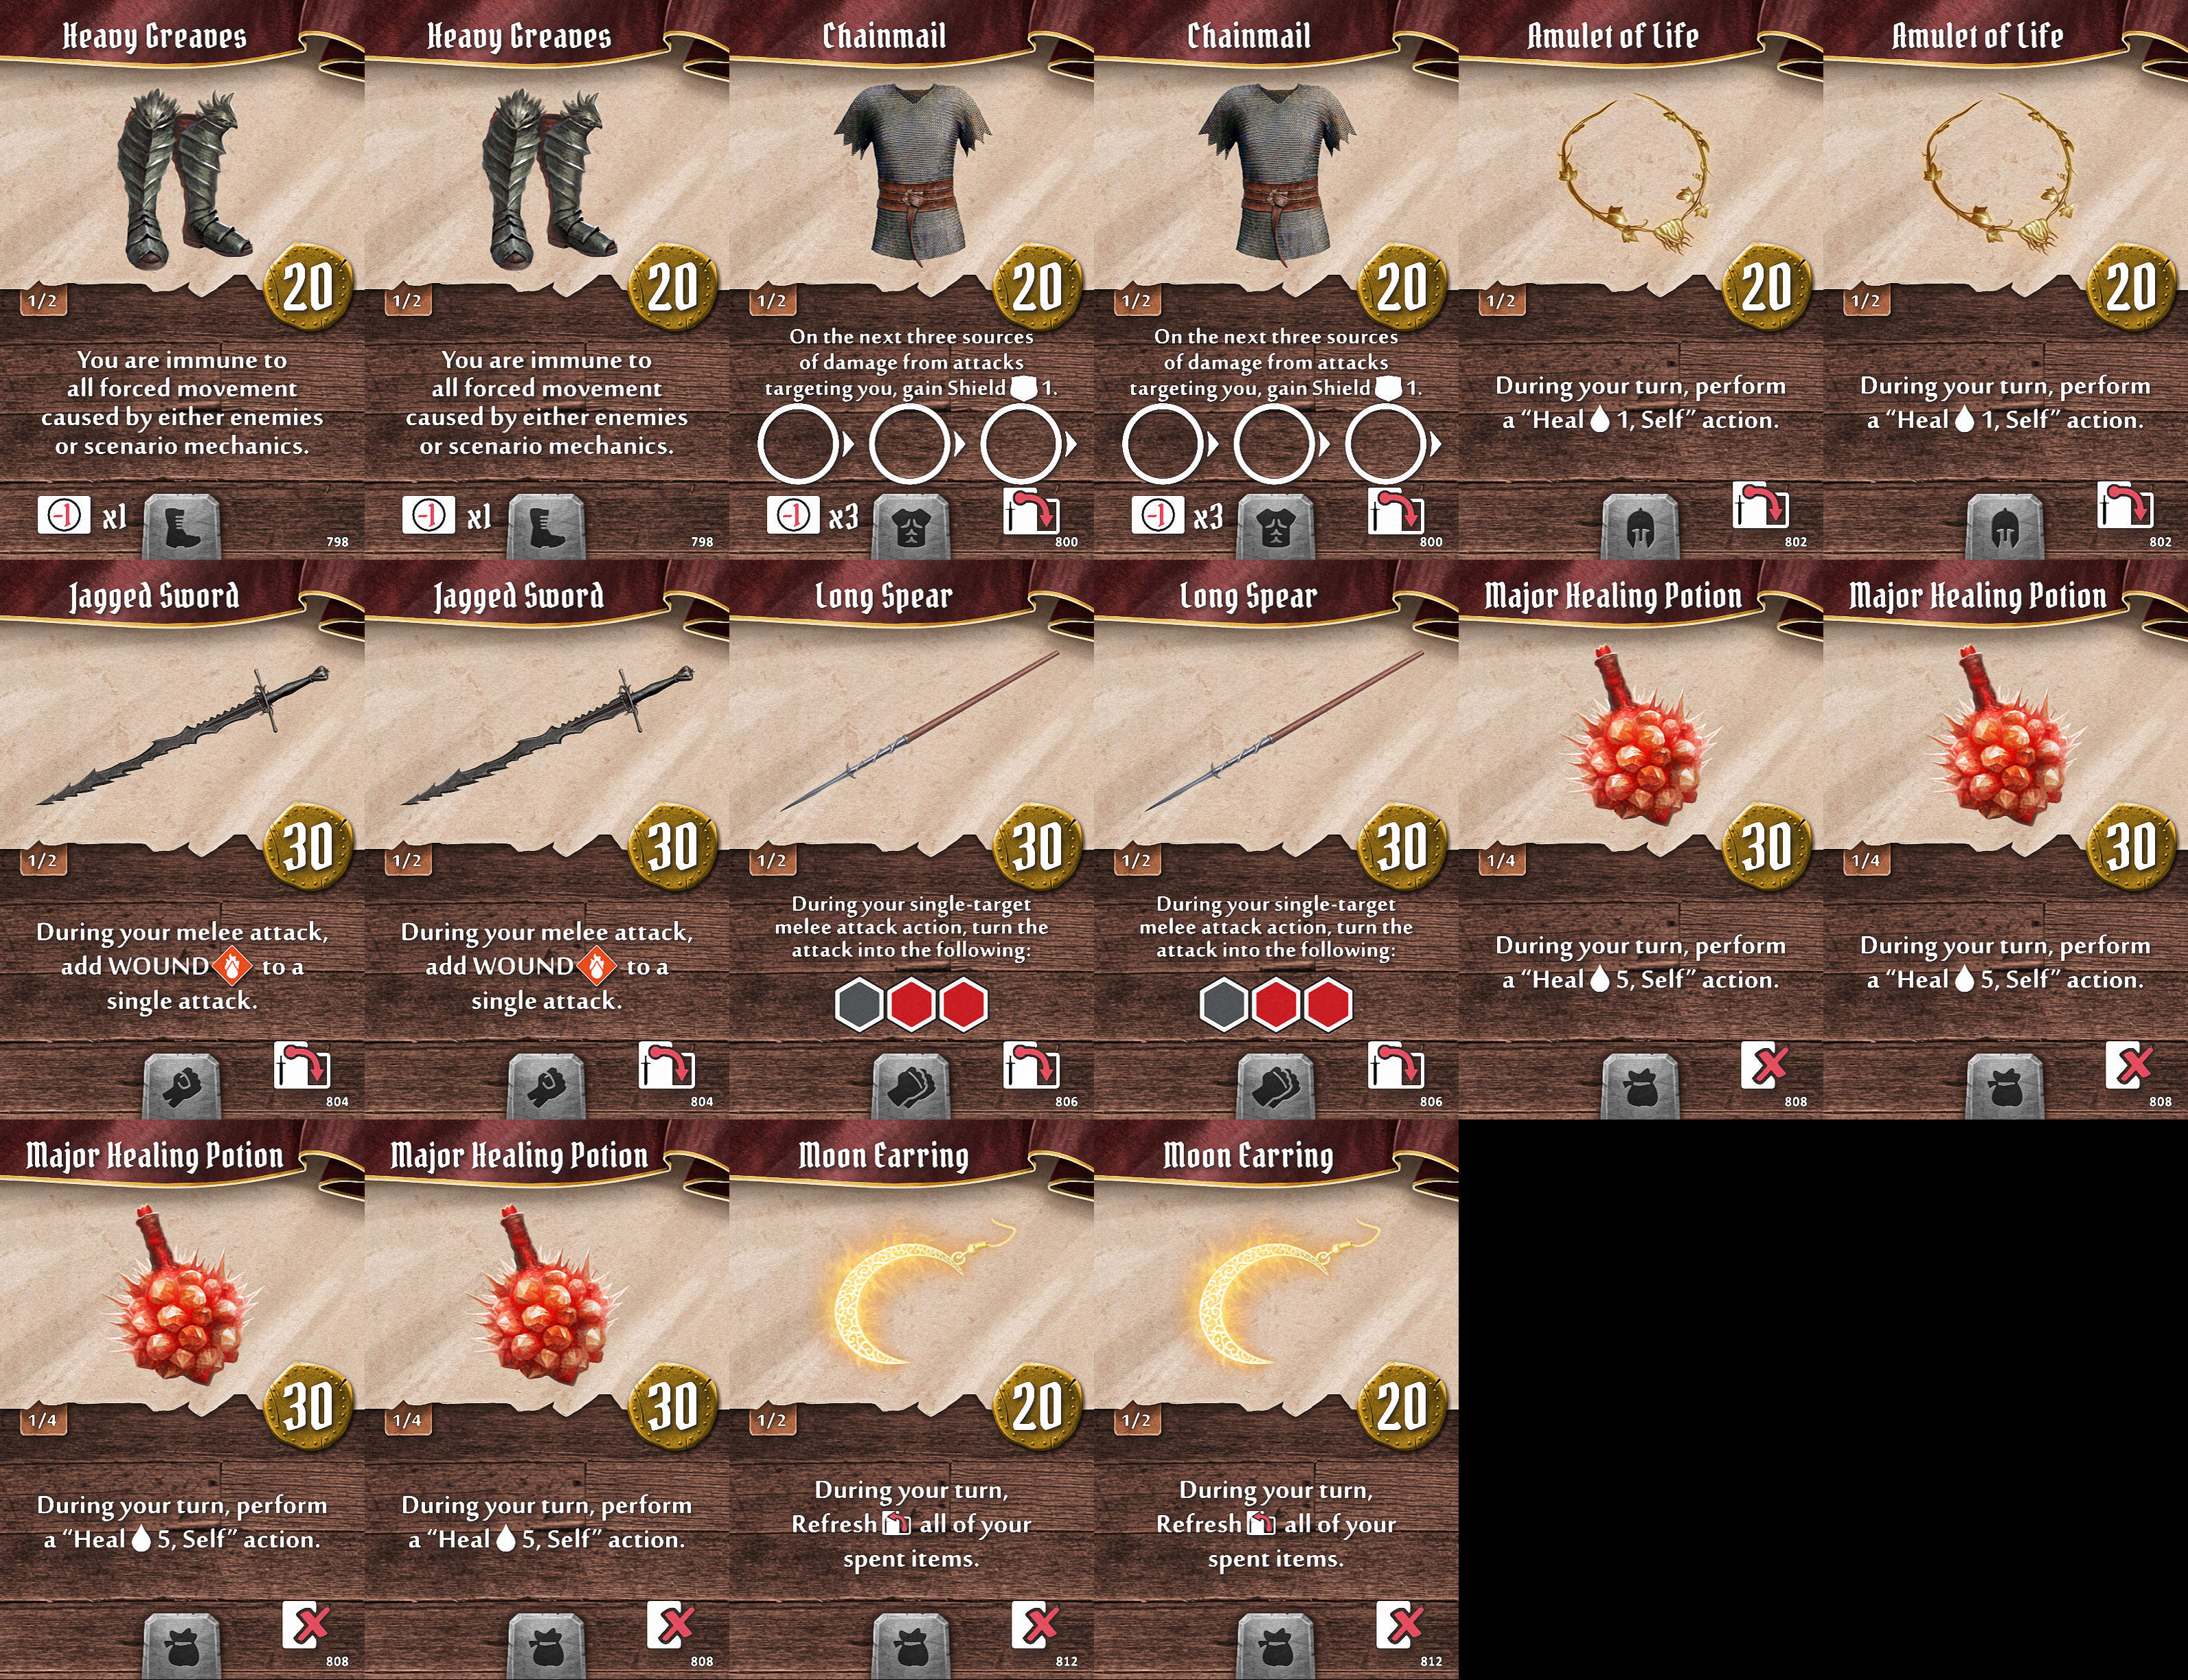 Heavy Greaves
20
1/2
You are immune to
all forced movement
caused by either enemies
or scenario mechanics.
-1 x1
798
Heavy Greaves
20
1/2
You are immune to
all forced movement
caused by either enemies
or scenario mechanics.
-1 x1
798
Chainmail
20
1/2
On the next three sources
of damage from attacks
targeting you, gain Shield 1.
-1 x3
800
Chainmail
20
1/2
On the next three sources
of damage from attacks
targeting you, gain Shield 1.
-1 x3
800
Amulet of Life
20
1/2
During your turn, perform
a “Heal 1, Self” action.
802
Amulet of Life
20
1/2
During your turn, perform
a “Heal 1, Self” action.
802
Jagged Sword
30
1/2
During your melee attack,
add WOUND to a
single attack.
804
Jagged Sword
30
1/2
During your melee attack,
add WOUND to a
single attack.
804
Long Spear
30
1/2
During your single-target
melee attack action, turn the
attack into the following:
806
Long Spear
30
1/2
During your single-target
melee attack action, turn the
attack into the following:
806
Major Healing Potion
30
1/4
During your turn, perform
a “Heal 5, Self” action.
808
Major Healing Potion
30
1/4
During your turn, perform
a “Heal 5, Self” action.
808
Major Healing Potion
30
1/4
During your turn, perform
a “Heal 5, Self” action.
808
Major Healing Potion
30
1/4
During your turn, perform
a “Heal 5, Self” action.
808
Moon Earring
20
1/2
During your turn,
Refresh all of your
spent items.
812
Moon Earring
20
1/2
During your turn,
Refresh all of your
spent items.
812